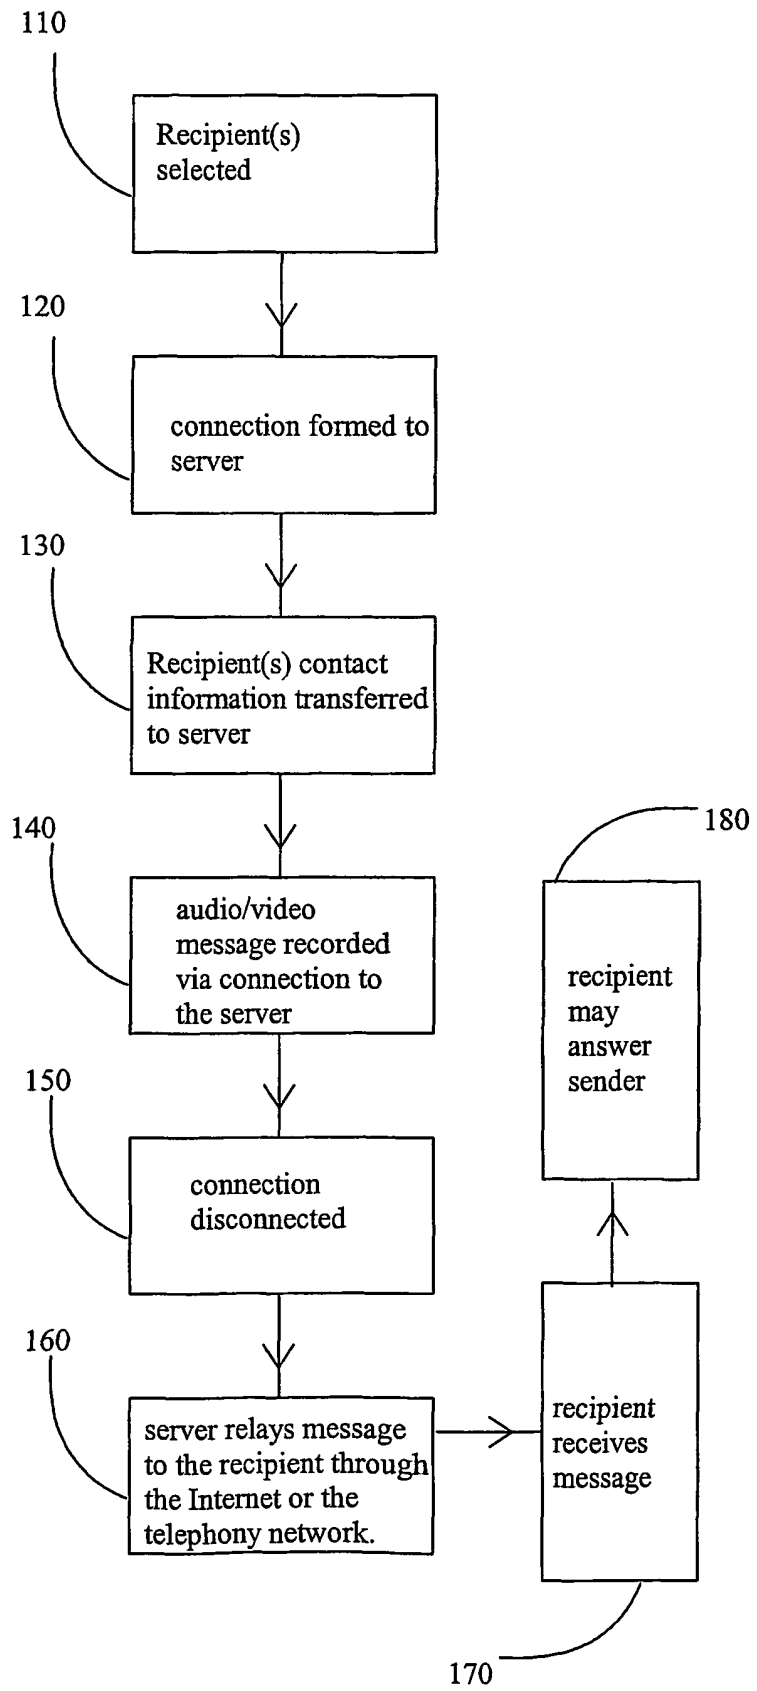 110
Recipient(s)
selected
120
connection formed to
server
130
Recipient(s) contact
information transferred
to server
140
audio/video
message recorded
via connection to
the server
150
connection
disconnected
160
server relays message
to the recipient through
the Internet or the
telephony network.
180
recipient
may
answer
sender
recipient
receives
message
170